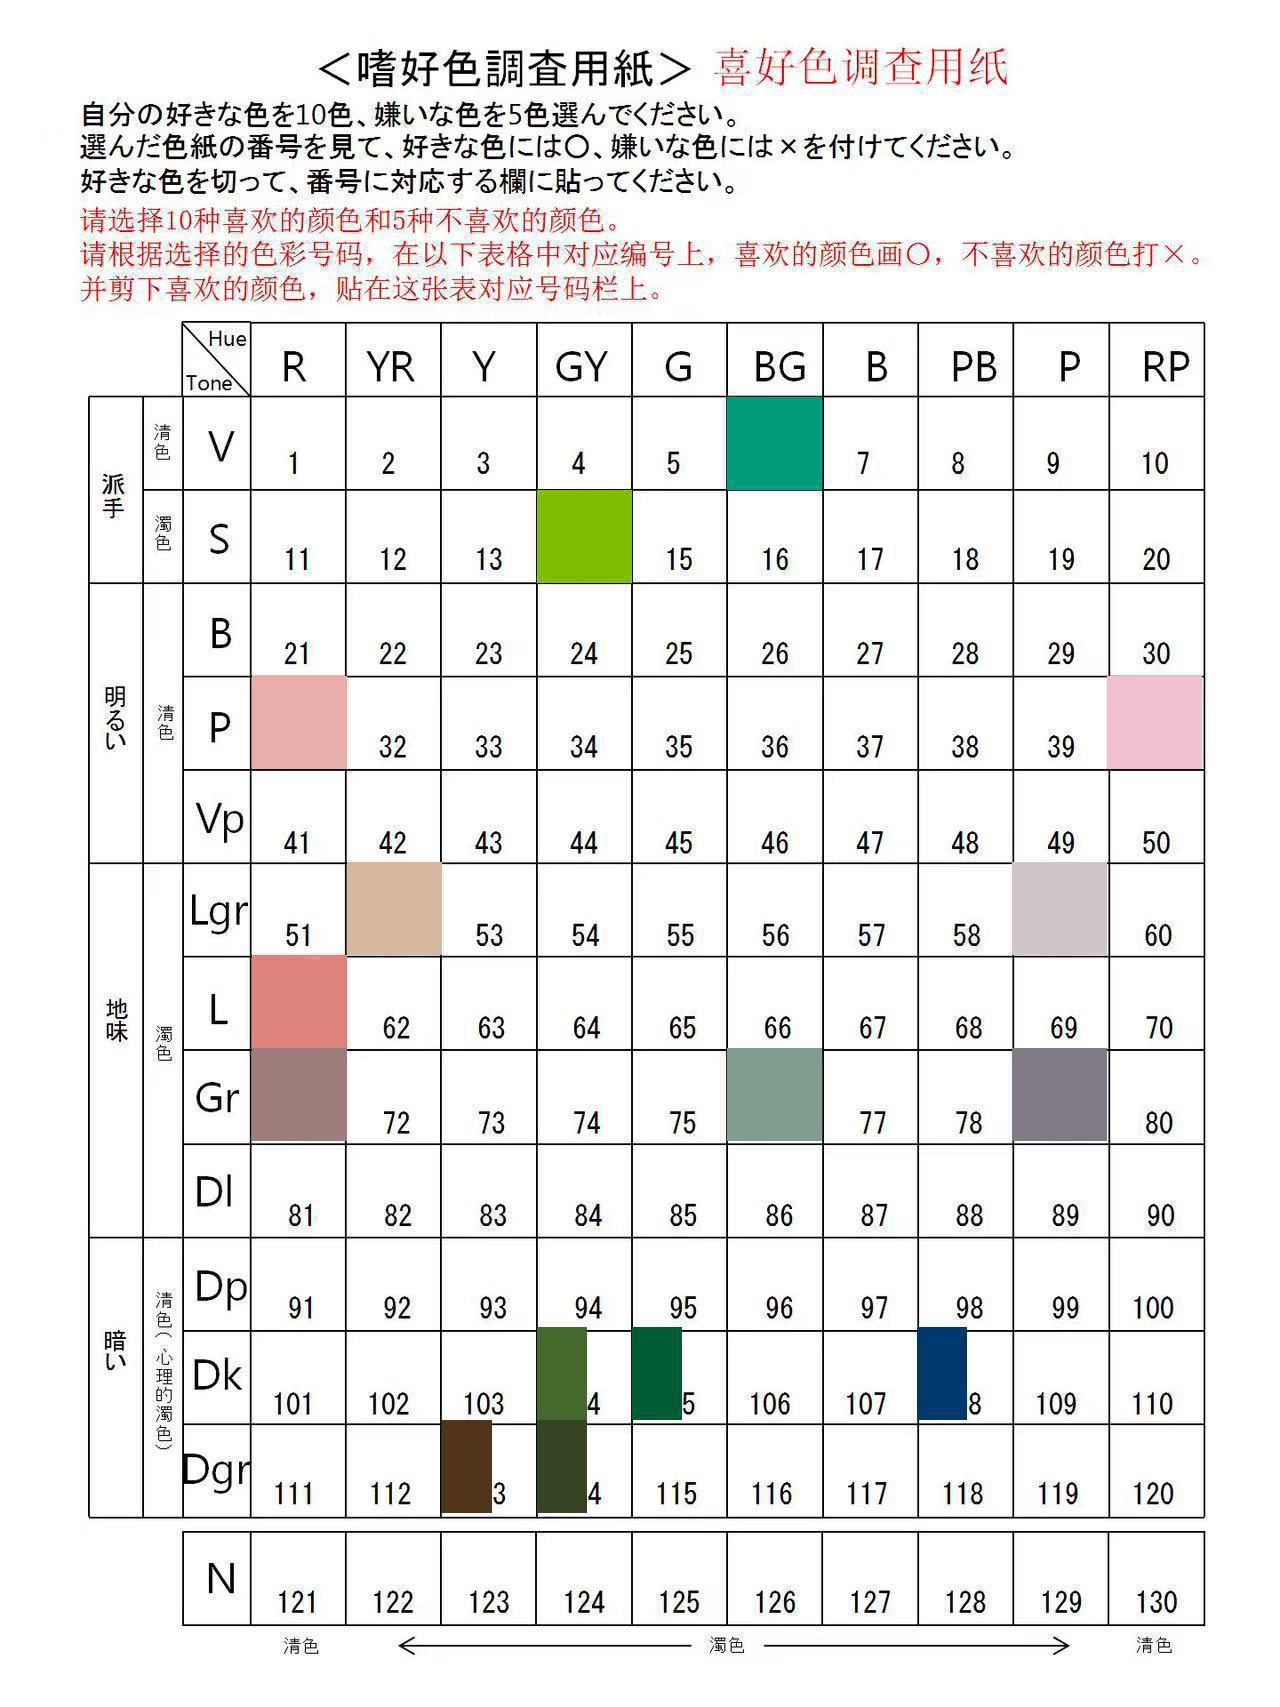 ＜嗜好色調査用紙＞ 喜好色调查用纸
自分の好きな色を10色、嫌いな色を5色選んでください。
選んだ色紙の番号を見て、好きな色には〇、嫌いな色には×を付けてください。
好きな色を切って、番号に対応する欄に貼ってください。
请选择10种喜欢的颜色和5种不喜欢的颜色。
请根据选择的色彩号码，在以下表格中对应编号上，喜欢的颜色画〇，不喜欢的颜色打×。
并剪下喜欢的颜色，贴在这张表对应号码栏上。
Hue
Tone
R YR Y GY G BG B PB P RP
派手
清色
V
1 2 3 4 5 7 8 9 10
濁色
S
11 12 13 15 16 17 18 19 20
明るい
清色
B
21 22 23 24 25 26 27 28 29 30
P
32 33 34 35 36 37 38 39
Vp
41 42 43 44 45 46 47 48 49 50
地味
濁色
Lgr
51 53 54 55 56 57 58 60
L
62 63 64 65 66 67 68 69 70
Gr
72 73 74 75 77 78 80
Dl
81 82 83 84 85 86 87 88 89 90
暗い
清色（心理的濁色）
Dp
91 92 93 94 95 96 97 98 99 100
Dk
101 102 103 4 5 106 107 8 109 110
Dgr
111 112 3 4 115 116 117 118 119 120
N
121 122 123 124 125 126 127 128 129 130
清色 濁色 清色